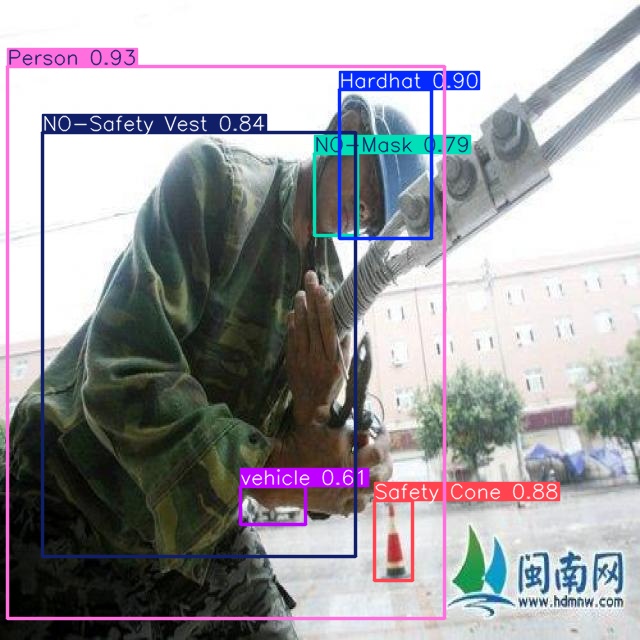 Person 0.93
Hardhat 0.90
NO-Safety Vest 0.84
NO-Mask 0.79
vehicle 0.61
Safety Cone 0.88
闽南网
www.hdmnw.com